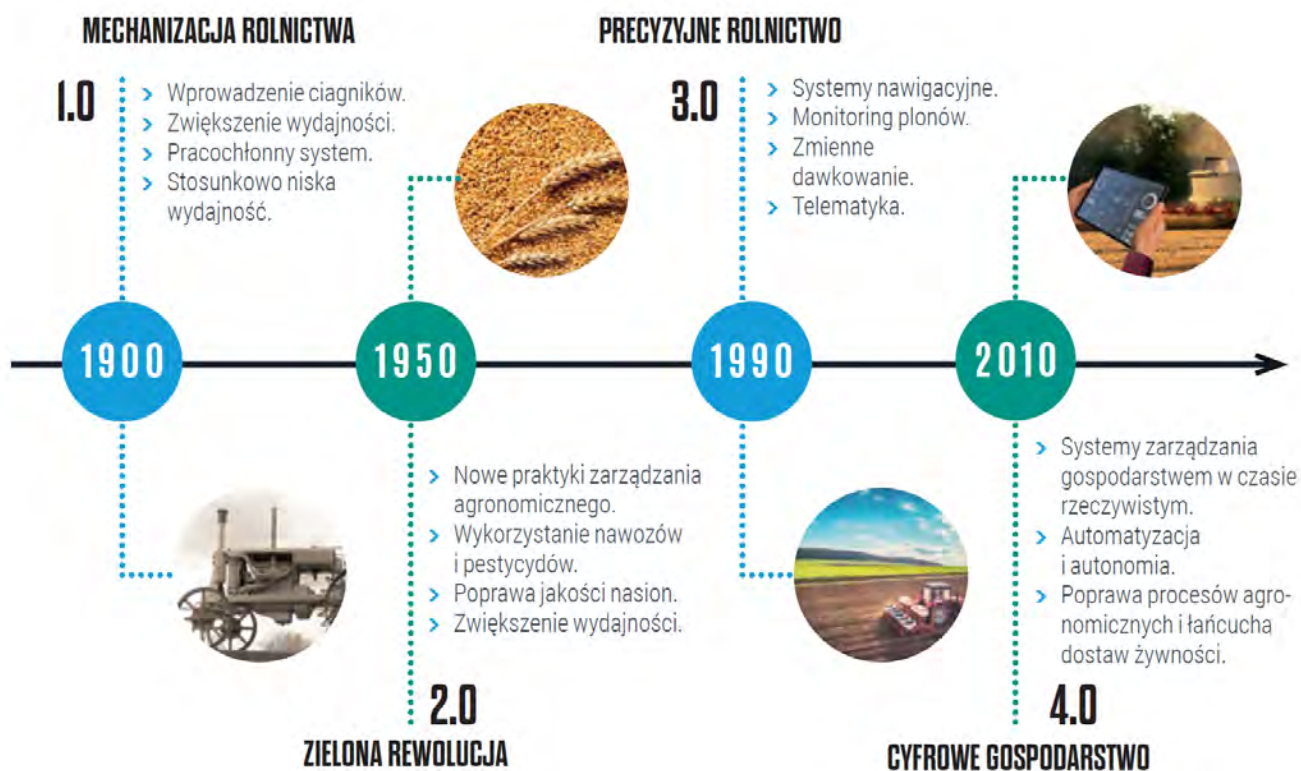 MECHANIZACJA ROLNICTWA
1.0
> Wprowadzenie ciagników.
> Zwiększenie wydajności.
> Pracochłonny system.
> Stosunkowo niska
wydajność.
PRECYZYJNE ROLNICTWO
3.0
> Systemy nawigacyjne.
> Monitoring plonów.
> Zmienne
dawkowanie.
> Telematyka.
1900
1950
1990
2010
> Nowe praktyki zarządzania
agronomicznego.
> Wykorzystanie nawozów
i pestycydów.
> Poprawa jakości nasion.
> Zwiększenie wydajności.
2.0
ZIELONA REWOLUCJA
> Systemy zarządzania
gospodarstwem w czasie
rzeczywistym.
> Automatyzacja
i autonomia.
> Poprawa procesów agro-
nomicznych i łańcucha
dostaw żywności.
4.0
CYFROWE GOSPODARSTWO